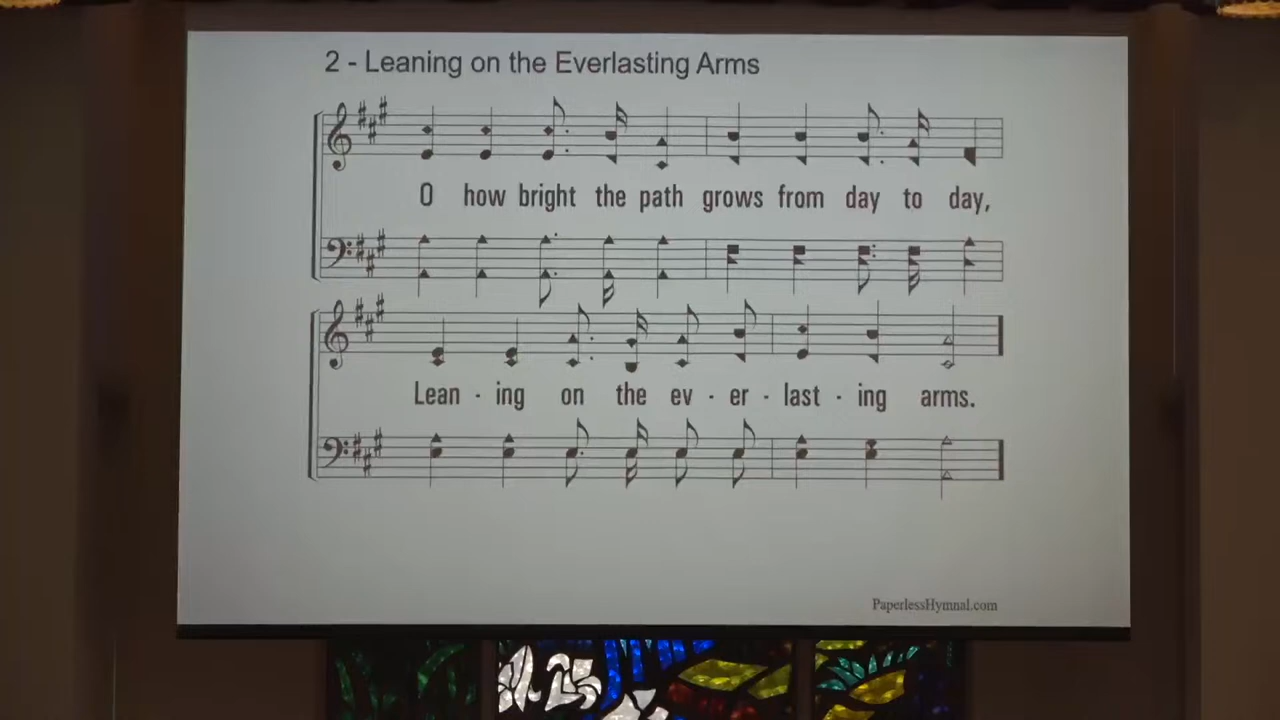 2 - Leaning on the Everlasting Arms
O how bright the path grows from day to day,
Lean - ing on the ev - er - last - ing arms.
PaperlessHymnal.com